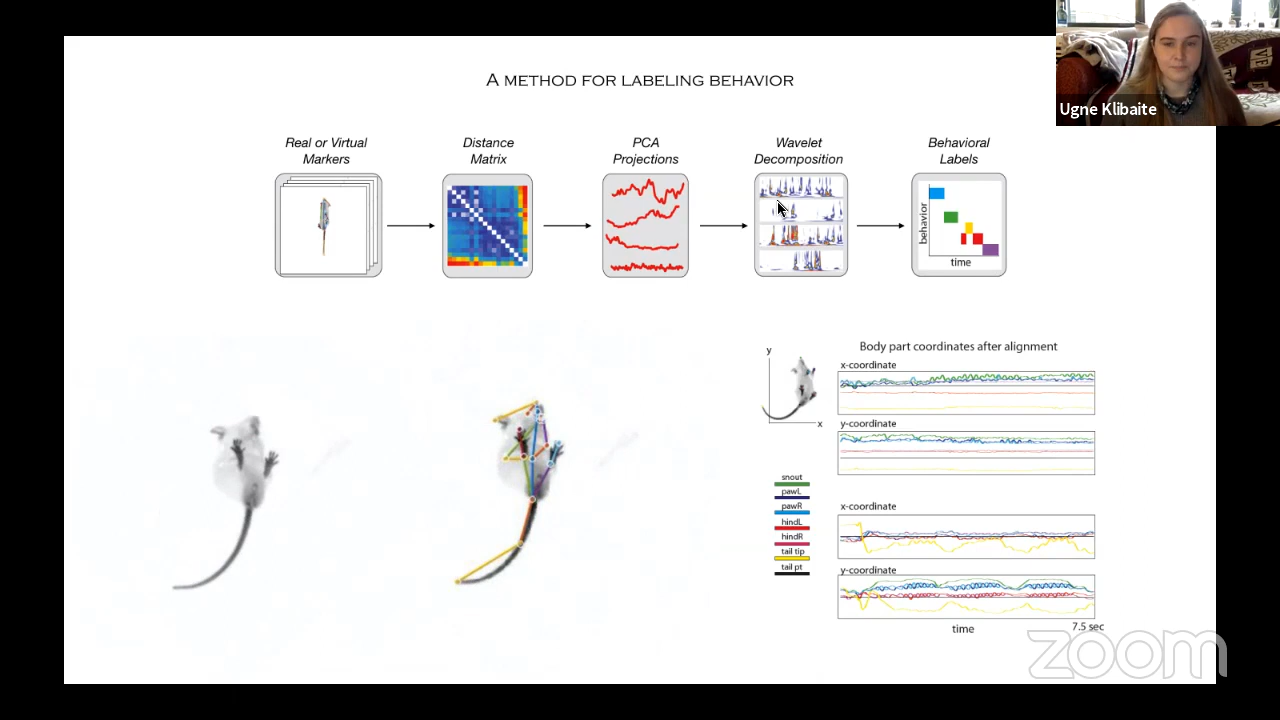 A METHOD FOR LABELING BEHAVIOR
Ugne Klibaite
Real or Virtual
Markers
Distance
Matrix
PCA
Projections
Wavelet
Decomposition
Behavioral
Labels
behavior
time
Body part coordinates after alignment
y
x
x-coordinate
y-coordinate
snout
pawL
pawR
hindL
hindR
tail tip
tail pt
x-coordinate
y-coordinate
time
7.5 sec
zoom